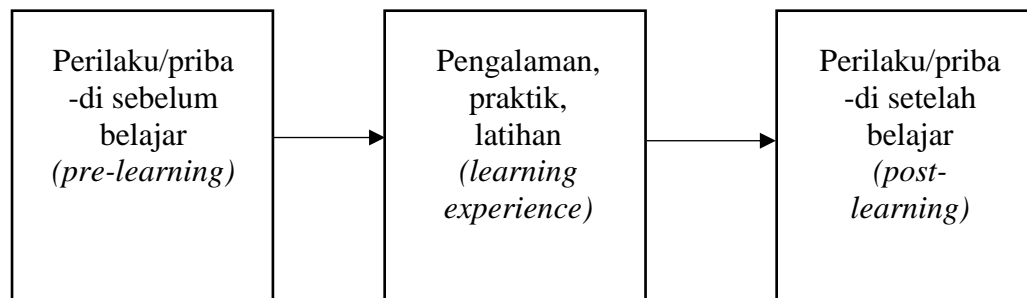 Perilaku/priba
-di sebelum
belajar
(pre-learning)
Pengalaman,
praktik,
latihan
(learning
experience)
Perilaku/priba
-di setelah
belajar
(post-
learning)